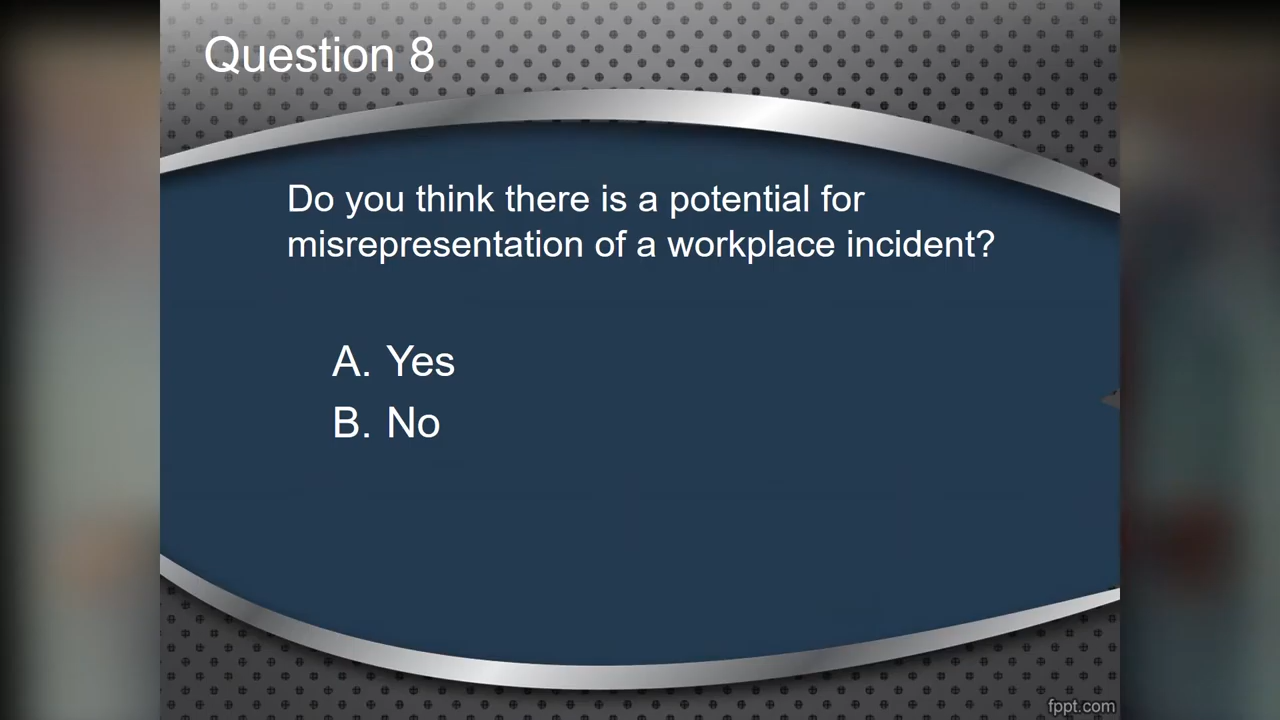 Question 8
Do you think there is a potential for
misrepresentation of a workplace incident?
A. Yes
B. No
fppt.com